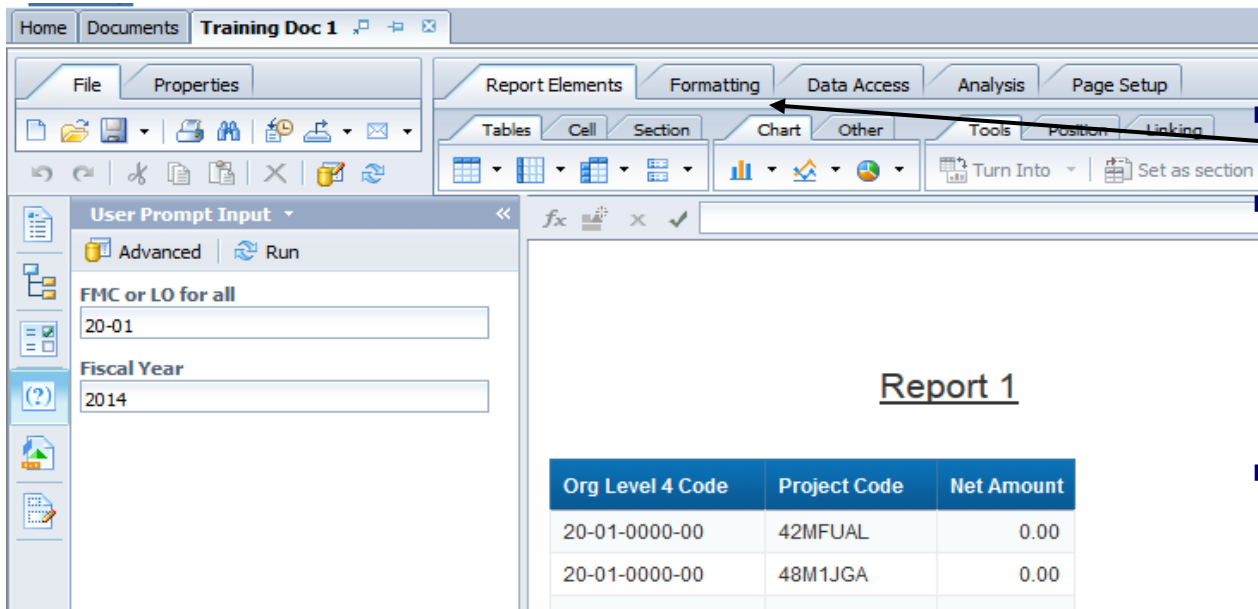 Home Documents Training Doc 1
File Properties
Report Elements Formatting Data Access Analysis Page Setup
Tables Cell Section Chart Other Tools Position Linking
Turn Into Set as section
User Prompt Input
Advanced Run
FMC or LO for all
20-01
Fiscal Year
2014
(?)
fx
Report 1
Org Level 4 Code Project Code Net Amount
20-01-0000-00 42MFUAL 0.00
20-01-0000-00 48M1JGA 0.00